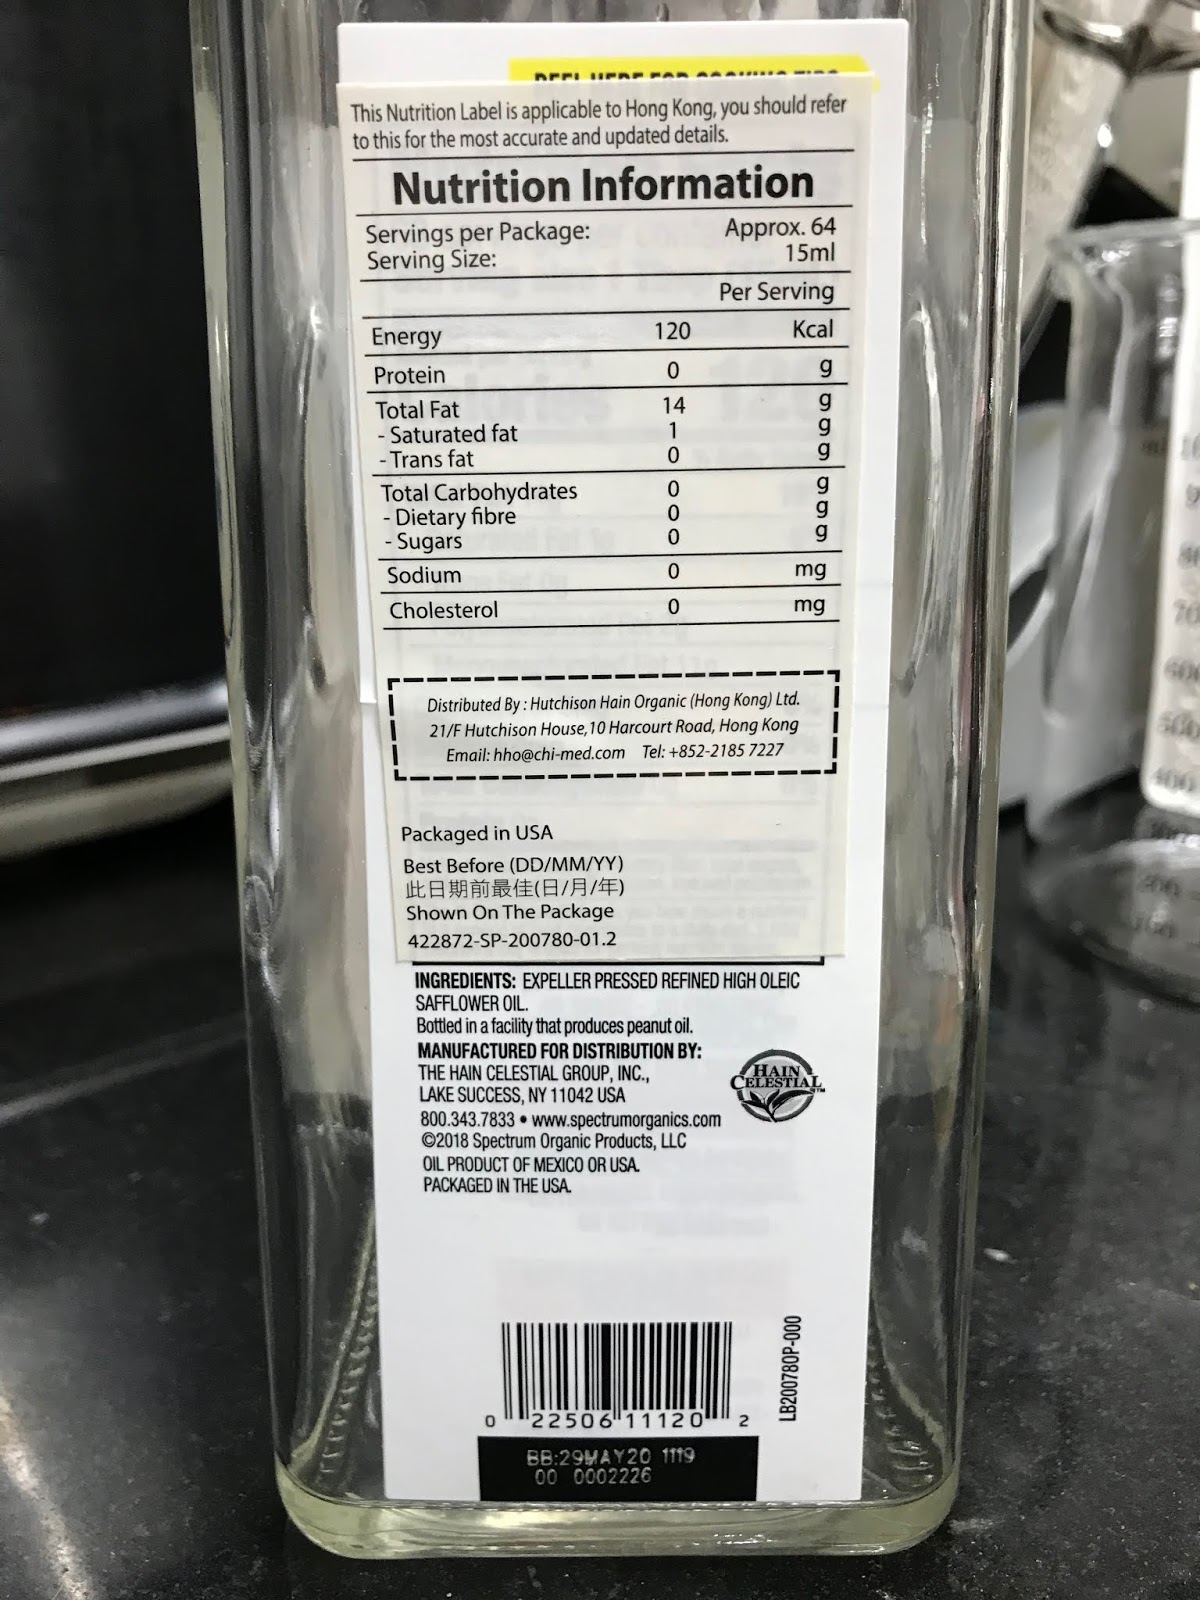 This Nutrition Label is applicable to Hong Kong, you should refer
to this for the most accurate and updated details.
Nutrition Information
Servings per Package: Approx. 64
Serving Size: 15ml
Per Serving
Energy 120 Kcal
Protein 0 g
Total Fat 14 g
- Saturated fat 1 g
- Trans fat 0 g
Total Carbohydrates 0 g
- Dietary fibre 0 g
- Sugars 0 g
Sodium 0 mg
Cholesterol 0 mg
Distributed By : Hutchison Hain Organic (Hong Kong) Ltd.
21/F Hutchison House,10 Harcourt Road, Hong Kong
Email: hho@chi-med.com Tel: +852-2185 7227
Packaged in USA
Best Before (DD/MM/YY)
此日期前最佳(日/月/年)
Shown On The Package
422872-SP-200780-01.2
INGREDIENTS: EXPELLER PRESSED REFINED HIGH OLEIC
SAFFLOWER OIL.
Bottled in a facility that produces peanut oil.
MANUFACTURED FOR DISTRIBUTION BY:
THE HAIN CELESTIAL GROUP, INC.,
LAKE SUCCESS, NY 11042 USA
800.343.7833 • www.spectrumorganics.com
©2018 Spectrum Organic Products, LLC
OIL PRODUCT OF MEXICO OR USA.
PACKAGED IN THE USA.
HAIN
CELESTIAL™
LB200780P-000
0 22506 11120 2
BB:29MAY20 1119
00 0002226